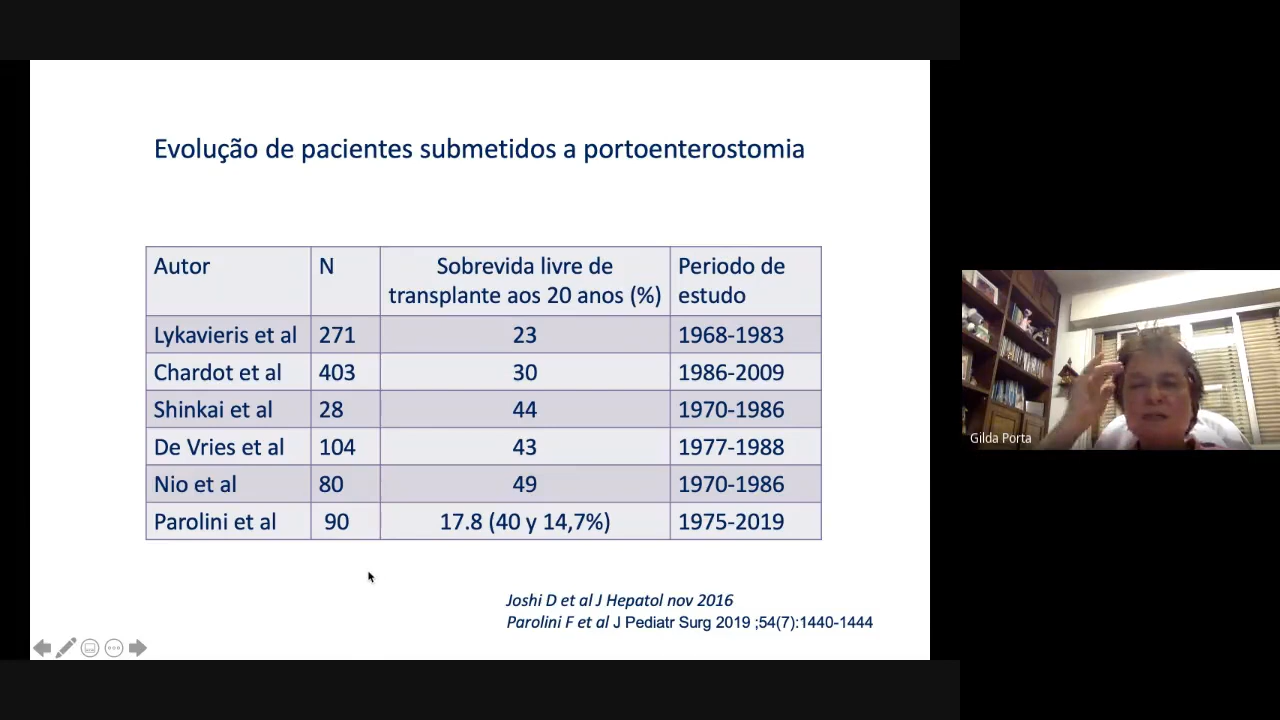 Evolução de pacientes submetidos a portoenterostomia
Autor N Sobrevida livre de transplante aos 20 anos (%) Periodo de estudo
Lykavieris et al 271 23 1968-1983
Chardot et al 403 30 1986-2009
Shinkai et al 28 44 1970-1986
De Vries et al 104 43 1977-1988
Nio et al 80 49 1970-1986
Parolini et al 90 17.8 (40 y 14,7%) 1975-2019
Joshi D et al J Hepatol nov 2016
Parolini F et al J Pediatr Surg 2019 ;54(7):1440-1444
Gilda Porta